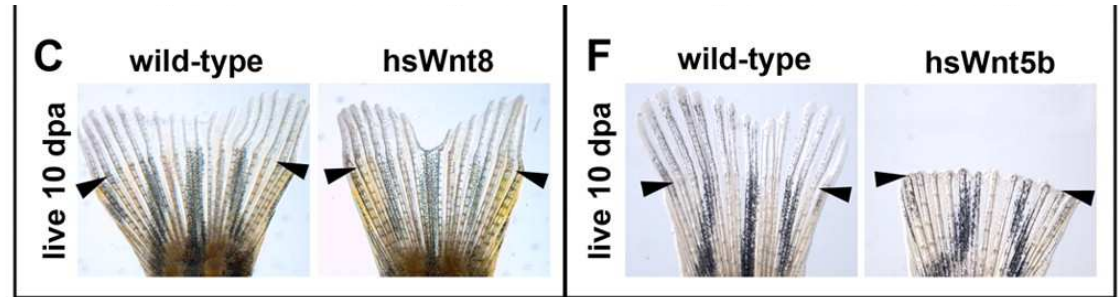 C
wild-type
hsWnt8
live 10 dpa
F
wild-type
hsWnt5b
live 10 dpa